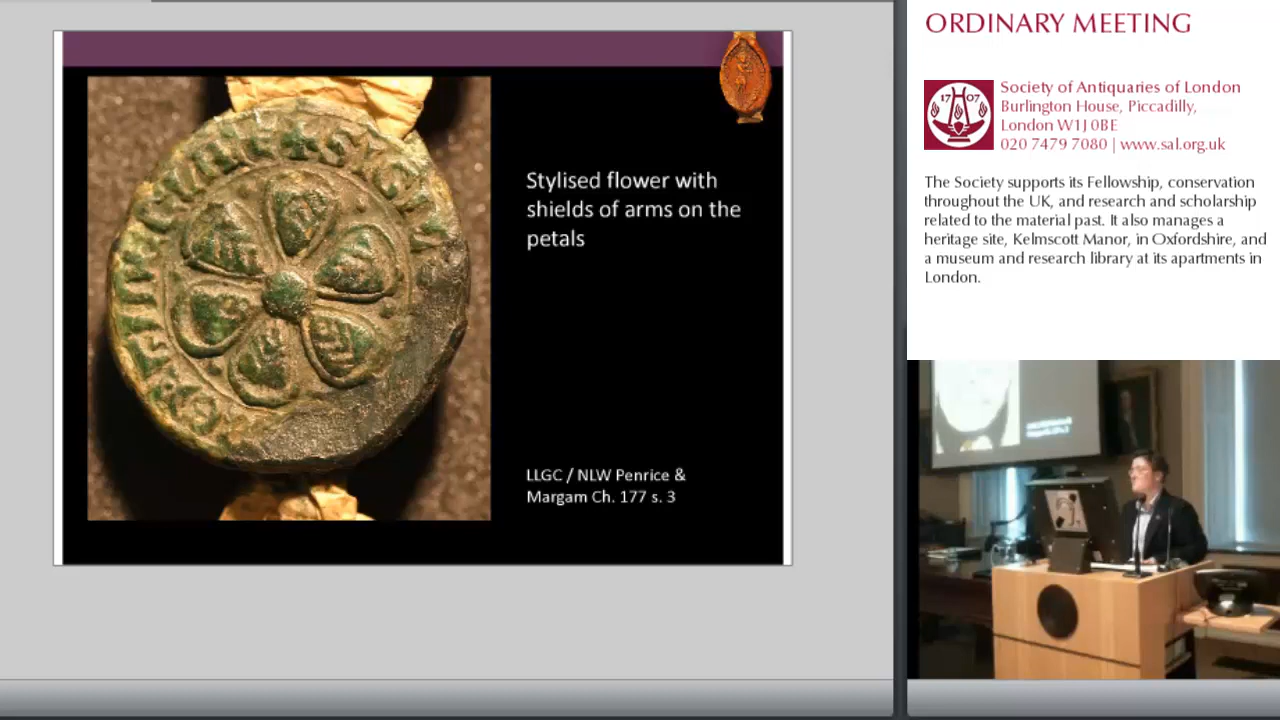 Stylised flower with
shields of arms on the
petals
LLGC / NLW Penrice &
Margam Ch. 177 s. 3
ORDINARY MEETING
17 07
Society of Antiquaries of London
Burlington House, Piccadilly,
London W1J 0BE
020 7479 7080 | www.sal.org.uk
The Society supports its Fellowship, conservation
throughout the UK, and research and scholarship
related to the material past. It also manages a
heritage site, Kelmscott Manor, in Oxfordshire, and
a museum and research library at its apartments in
London.